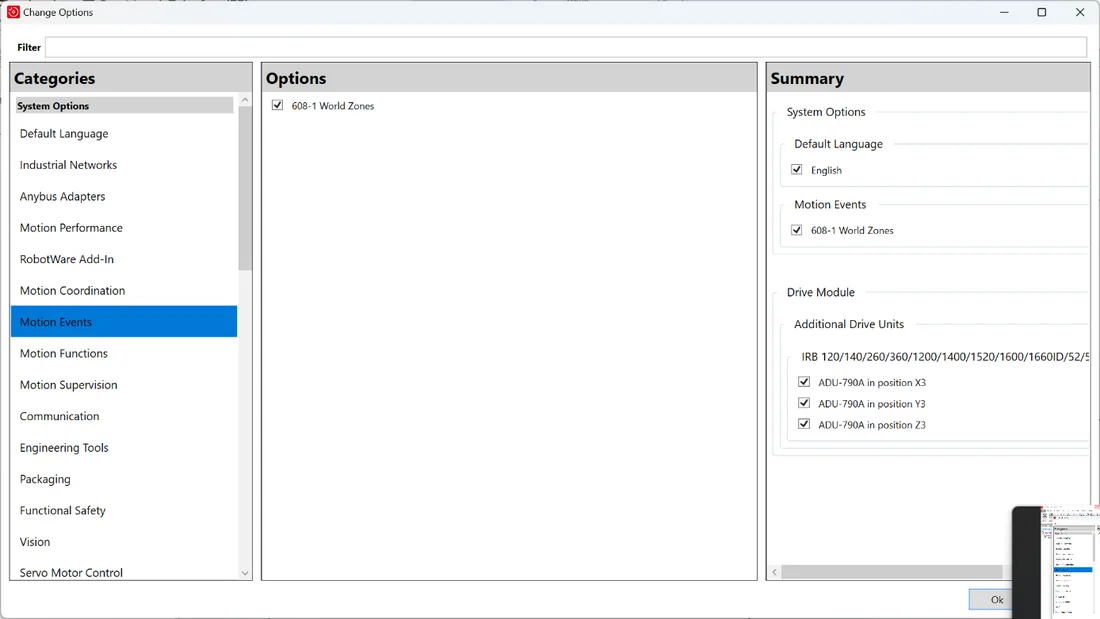 Change Options
Filter
Categories
System Options
Default Language
Industrial Networks
Anybus Adapters
Motion Performance
RobotWare Add-In
Motion Coordination
Motion Events
Motion Functions
Motion Supervision
Communication
Engineering Tools
Packaging
Functional Safety
Vision
Servo Motor Control
Options
608-1 World Zones
Summary
System Options
Default Language
English
Motion Events
608-1 World Zones
Drive Module
Additional Drive Units
IRB 120/140/260/360/1200/1400/1520/1600/1660ID/52/5
ADU-790A in position X3
ADU-790A in position Y3
ADU-790A in position Z3
Ok